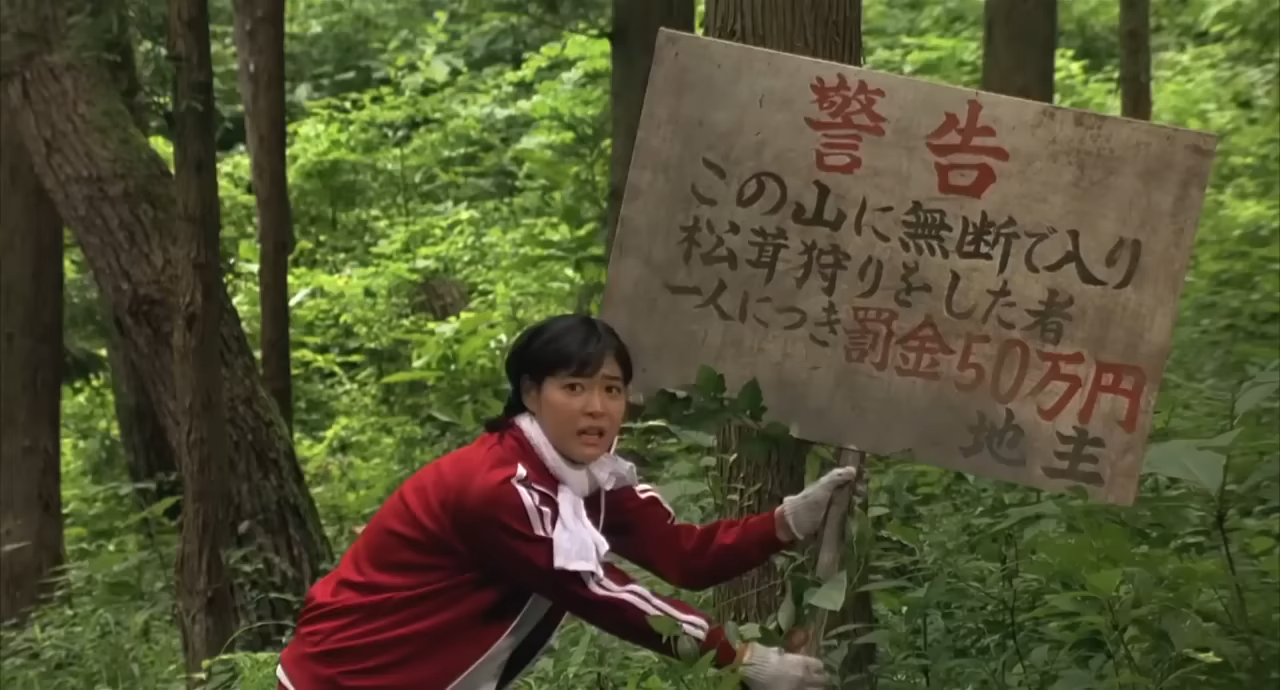 警告
この山に無断で入り
松茸狩りをした者
一人につき罰金50万円
地主